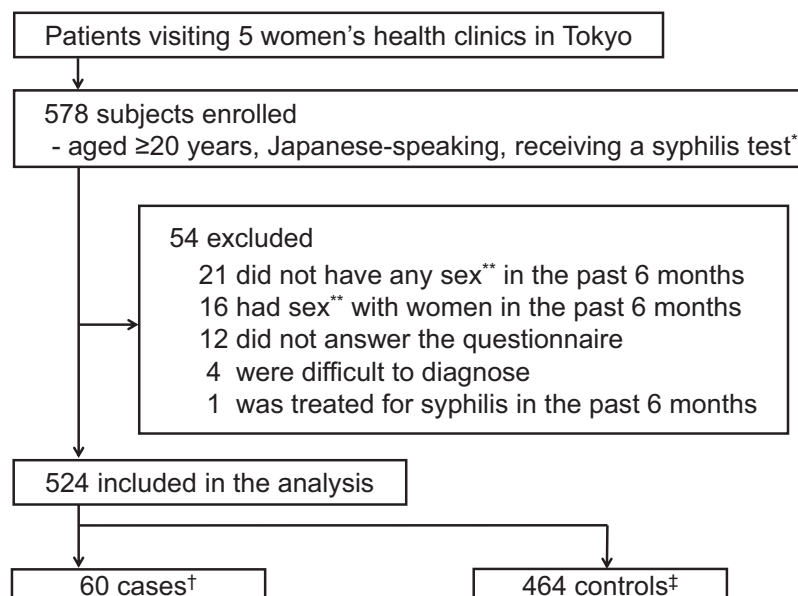 Patients visiting 5 women’s health clinics in Tokyo
578 subjects enrolled
- aged ≥20 years, Japanese-speaking, receiving a syphilis test*
54 excluded
21 did not have any sex** in the past 6 months
16 had sex** with women in the past 6 months
12 did not answer the questionnaire
4 were difficult to diagnose
1 was treated for syphilis in the past 6 months
524 included in the analysis
60 cases† 464 controls‡